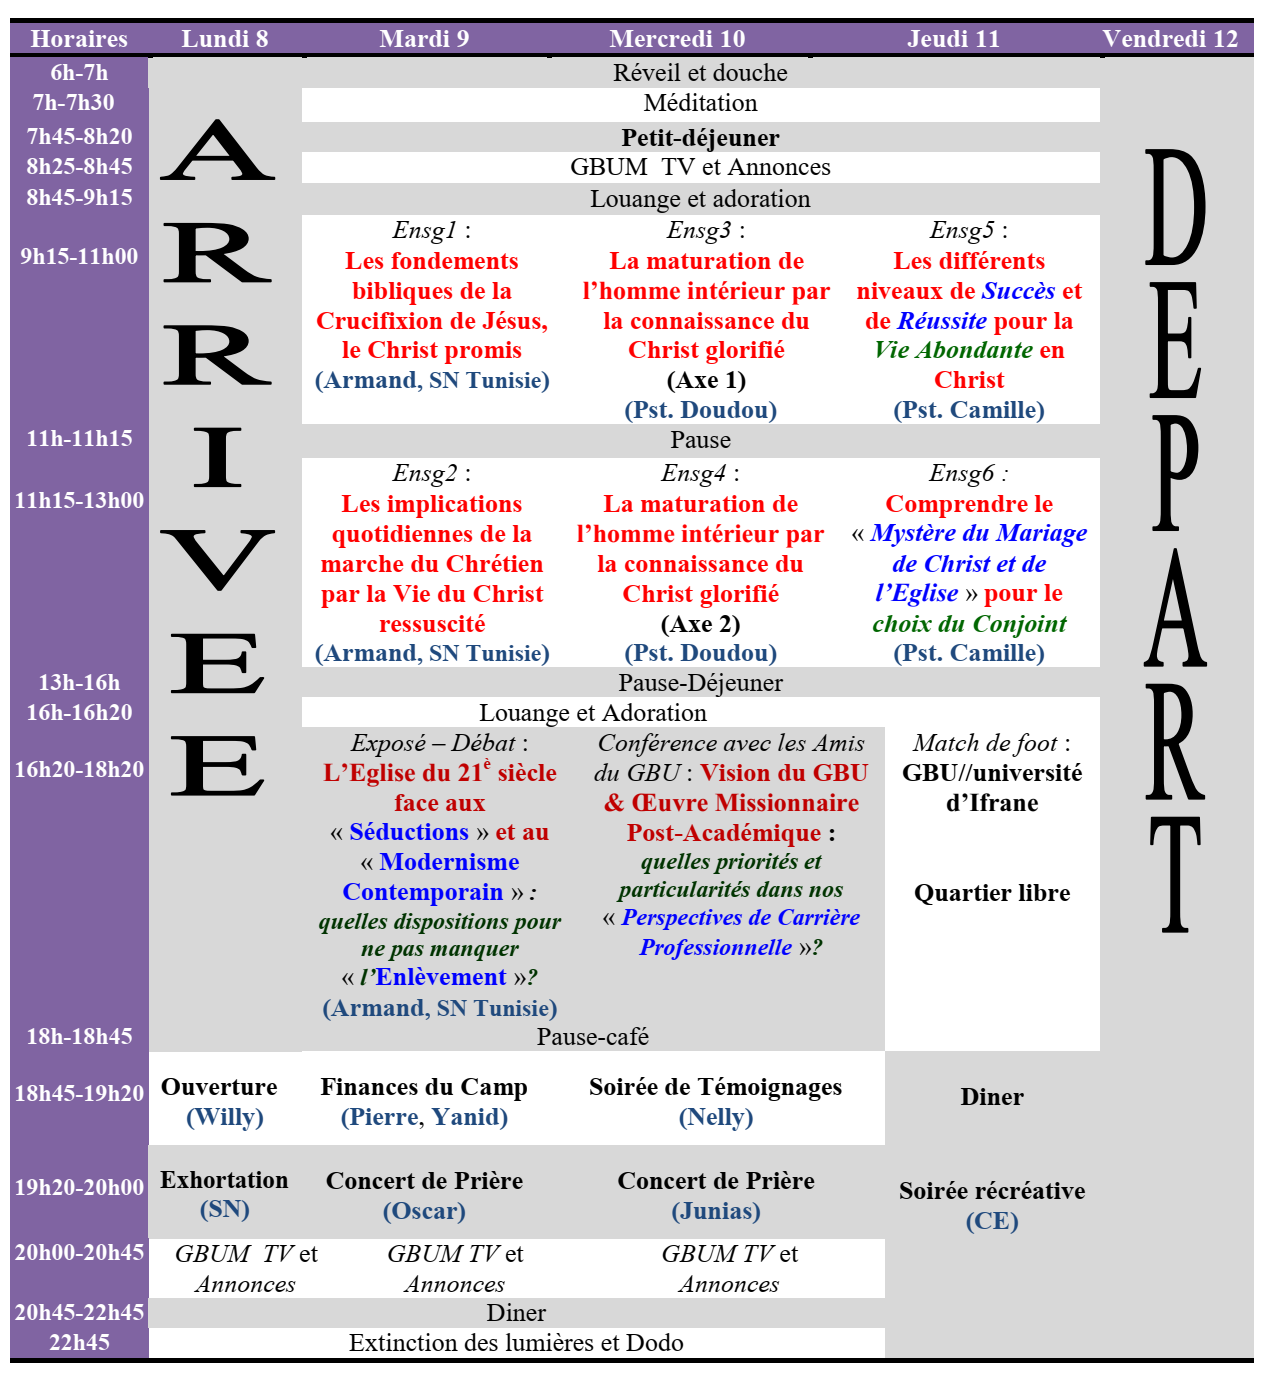 Horaires Lundi 8 Mardi 9 Mercredi 10 Jeudi 11 Vendredi 12
6h-7h Réveil et douche
7h-7h30 Méditation
7h45-8h20 Petit-déjeuner
8h25-8h45 GBUM TV et Annonces
8h45-9h15 Louange et adoration
ARRIVEE
DEPART
9h15-11h00
Ensg1 :
Les fondements
bibliques de la
Crucifixion de Jésus,
le Christ promis
(Armand, SN Tunisie)
Ensg3 :
La maturation de
l’homme intérieur par
la connaissance du
Christ glorifié
(Axe 1)
(Pst. Doudou)
Ensg5 :
Les différents
niveaux de Succès et
de Réussite pour la
Vie Abondante en
Christ
(Pst. Camille)
11h-11h15 Pause
11h15-13h00
Ensg2 :
Les implications
quotidiennes de la
marche du Chrétien
par la Vie du Christ
ressuscité
(Armand, SN Tunisie)
Ensg4 :
La maturation de
l’homme intérieur par
la connaissance du
Christ glorifié
(Axe 2)
(Pst. Doudou)
Ensg6 :
Comprendre le
« Mystère du Mariage
de Christ et de
l’Eglise » pour le
choix du Conjoint
(Pst. Camille)
13h-16h Pause-Déjeuner
16h-16h20 Louange et Adoration
16h20-18h20
Exposé – Débat :
L’Eglise du 21è siècle
face aux
« Séductions » et au
« Modernisme
Contemporain » :
quelles dispositions pour
ne pas manquer
« l’Enlèvement »?
(Armand, SN Tunisie)
Conférence avec les Amis
du GBU : Vision du GBU
& Œuvre Missionnaire
Post-Académique :
quelles priorités et
particularités dans nos
« Perspectives de Carrière
Professionnelle »?
Match de foot :
GBU//université
d’Ifrane
Quartier libre
18h-18h45 Pause-café
18h45-19h20
Ouverture
(Willy)
Finances du Camp
(Pierre, Yanid)
Soirée de Témoignages
(Nelly)
Diner
19h20-20h00
Exhortation
(SN)
Concert de Prière
(Oscar)
Concert de Prière
(Junias)
Soirée récréative
(CE)
20h00-20h45
GBUM TV et
Annonces
GBUM TV et
Annonces
GBUM TV et
Annonces
20h45-22h45 Diner
22h45 Extinction des lumières et Dodo